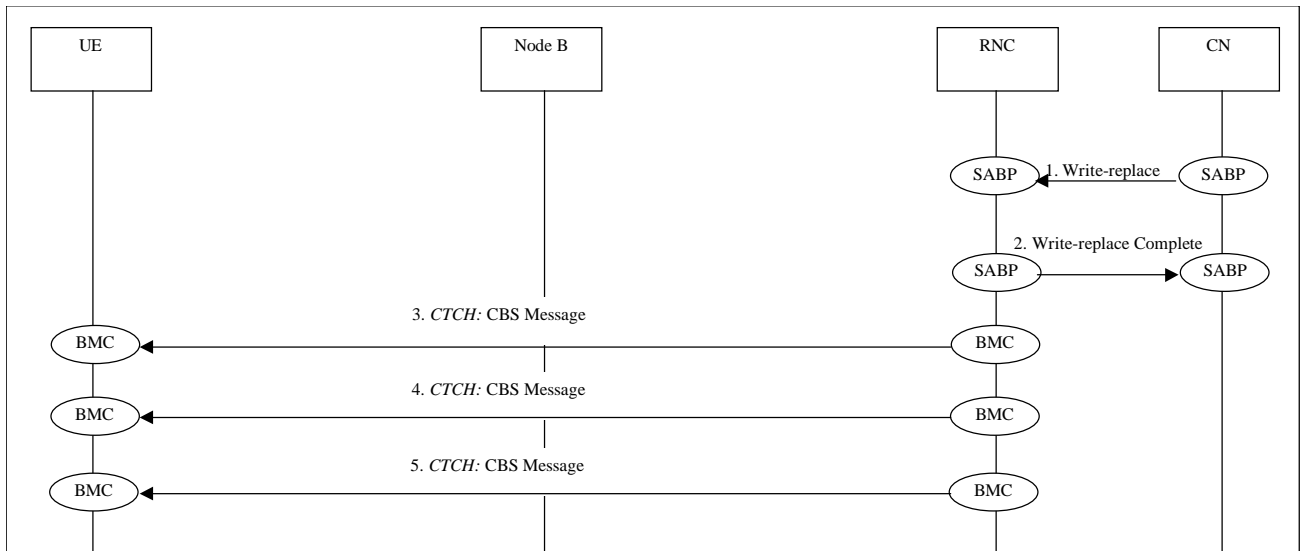 UE
Node B
RNC
CN
SABP
1. Write-replace
SABP
2. Write-replace Complete
SABP
SABP
3. CTCH: CBS Message
BMC
BMC
4. CTCH: CBS Message
BMC
BMC
5. CTCH: CBS Message
BMC
BMC